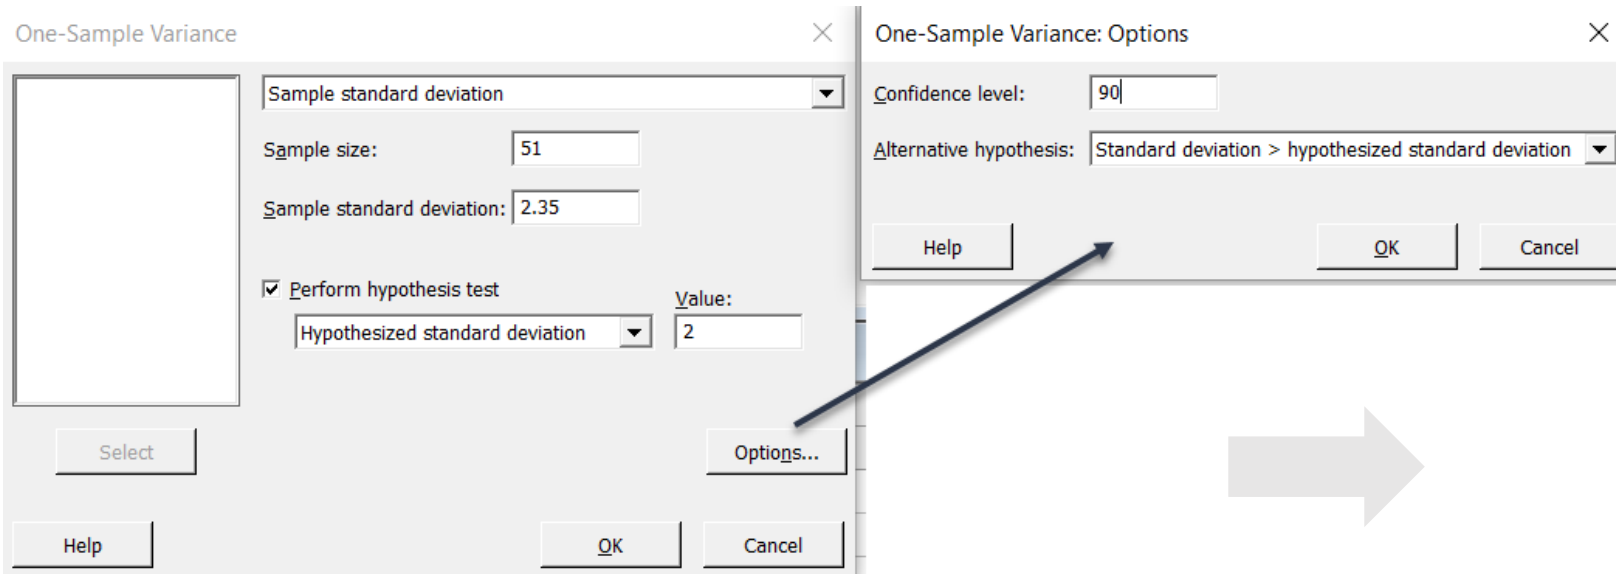 One-Sample Variance
Sample standard deviation
Sample size: 51
Sample standard deviation: 2.35
Perform hypothesis test
Value:
Hypothesized standard deviation 2
Select
Options...
Help OK Cancel
One-Sample Variance: Options
Confidence level: 90
Alternative hypothesis: Standard deviation > hypothesized standard deviation
Help OK Cancel